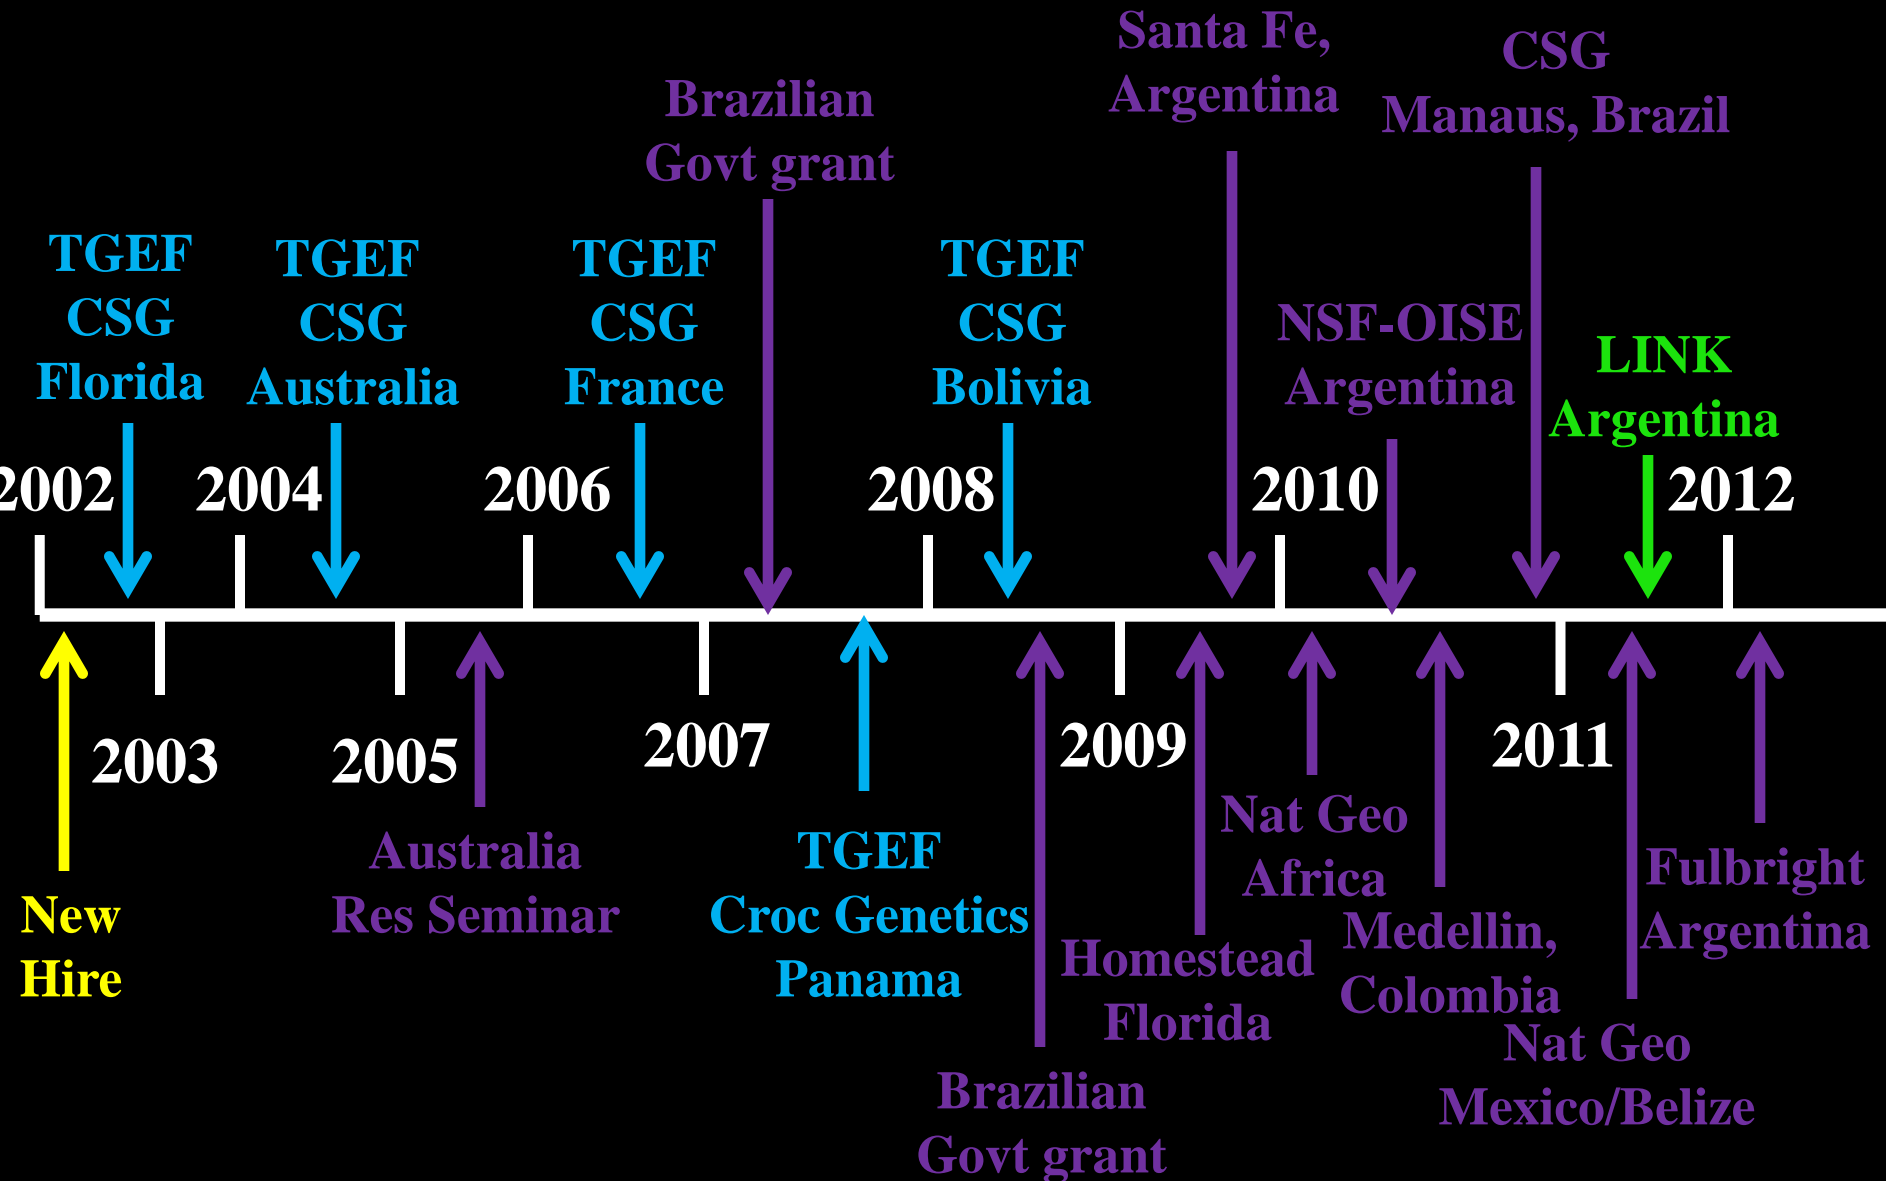 Santa Fe,
Argentina
CSG
Manaus, Brazil
Brazilian
Govt grant
TGEF
CSG
Florida
TGEF
CSG
Australia
TGEF
CSG
France
TGEF
CSG
Bolivia
NSF-OISE
Argentina
LINK
Argentina
2002
2004
2006
2008
2010
2012
2003
2005
2007
2009
2011
New
Hire
Australia
Res Seminar
TGEF
Croc Genetics
Panama
Brazilian
Govt grant
Homestead
Florida
Nat Geo
Africa
Medellin,
Colombia
Nat Geo
Mexico/Belize
Fulbright
Argentina